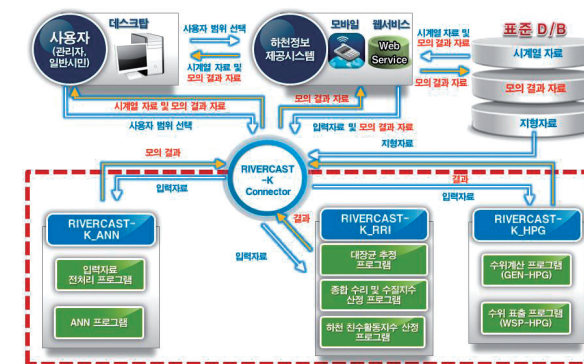 사용자
(관리자,
일반시민)
데스크탑
사용자 범위 선택
시계열 자료 및
모의 결과 자료
하천정보
제공시스템
모바일
웹서비스
Web
Service
시계열 자료 및
모의 결과 자료
모의 결과 자료
표준 D/B
시계열 자료
모의 결과 자료
지형자료
시계열 자료 및 모의 결과 자료
사용자 범위 선택
모의 결과 자료
입력자료 및 모의 결과 자료
지형자료
모의 결과
입력자료
RIVERCAST
-K
Connector
결과
입력자료
입력자료
결과
RIVERCAST-
K_ANN
입력자료
전처리 프로그램
ANN 프로그램
RIVERCAST-
K_RRI
대장균 추정
프로그램
종합 수리 및 수질지수
산정 프로그램
하천 친수활동지수 산정
프로그램
RIVERCAST-
K_HPG
수위계산 프로그램
(GEN-HPG)
수위 표출 프로그램
(WSP-HPG)